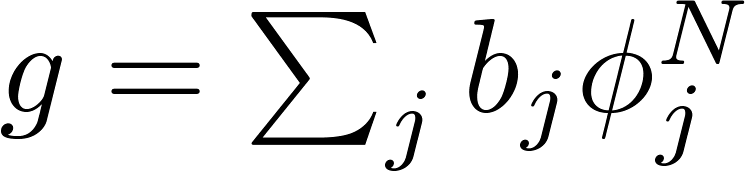 g = \sum_j b_j \phi_j^N